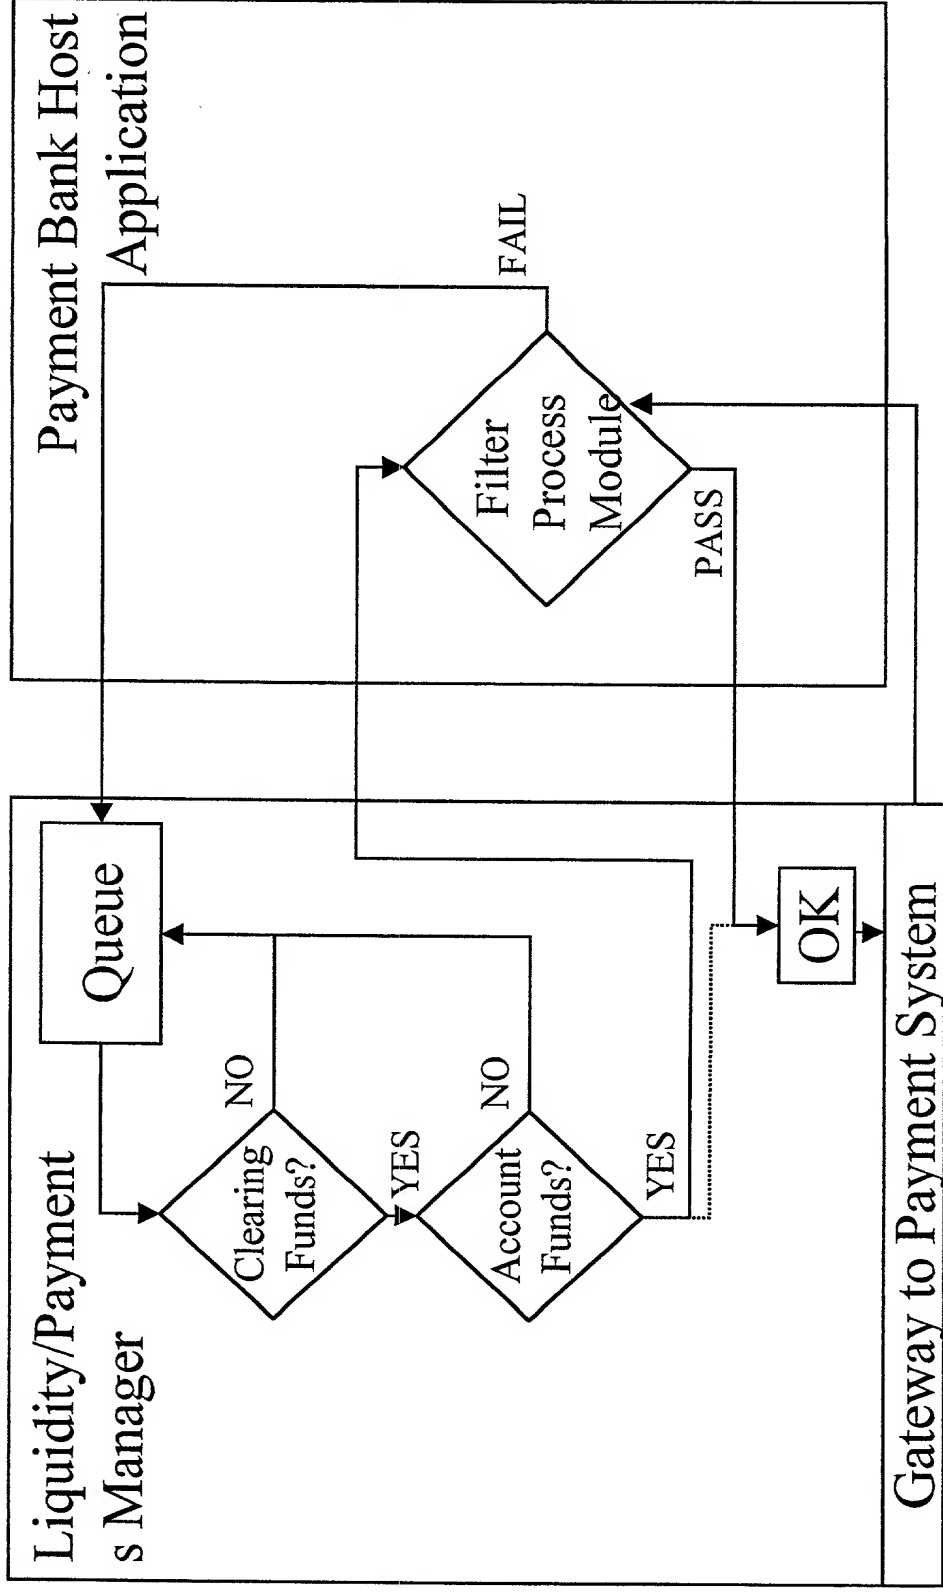 Liquidity/Payment
s Manager
Queue
Clearing
Funds?
NO
YES
Account
Funds?
NO
YES
OK
Gateway to Payment System
Payment Bank Host
Application
Filter
Process
Module
FAIL
PASS